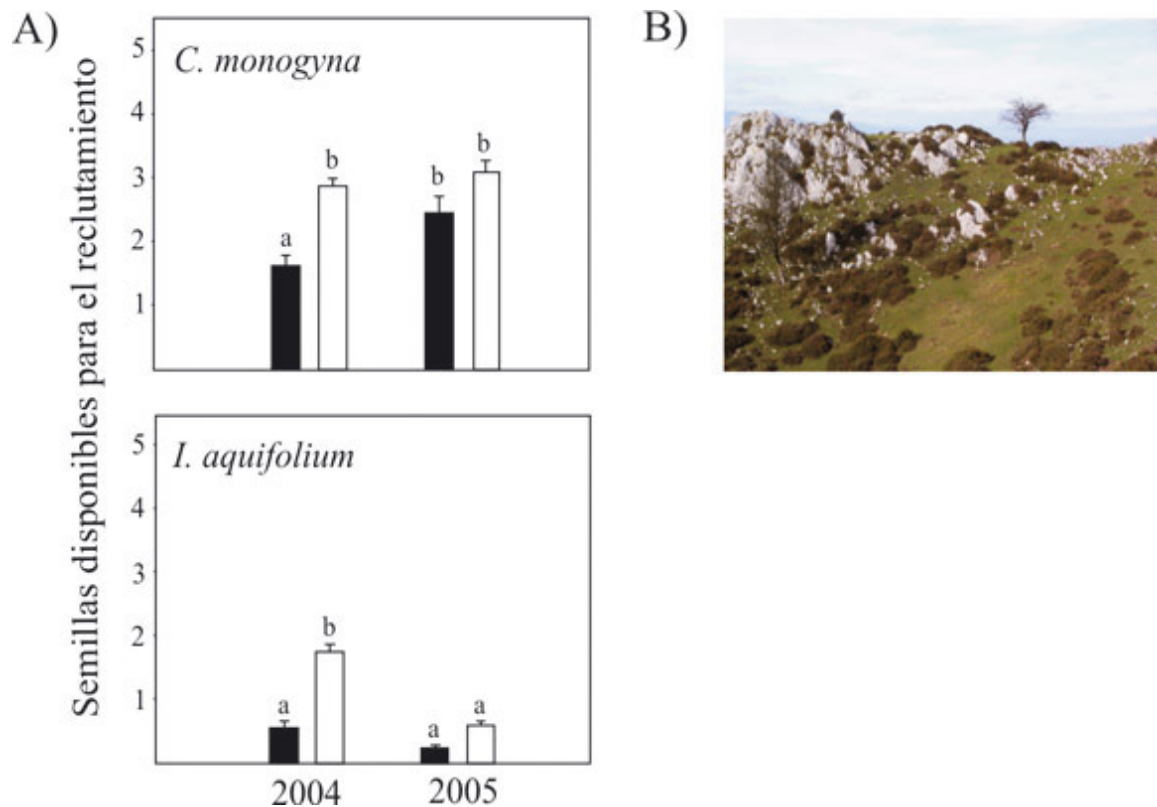 A)
Semillas disponibles para el reclutamiento
5
C. monogyna
4
3
2
1
a
b
b
b
5
I. aquifolium
4
3
2
1
a
b
a
a
2004 2005
B)